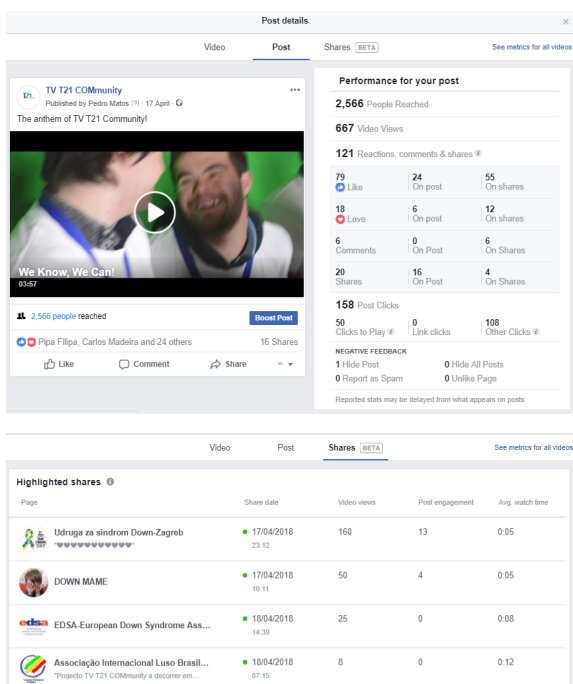 Post details
Video Post Shares BETA See metrics for all videos
TV T21 COMmunity
Published by Pedro Matos [?] · 17 April ·
The anthem of TV T21 Community!
We Know, We Can!
03:57
2,566 people reached
Boost Post
Pipa Filipa, Carlos Madeira and 24 others 16 Shares
Like Comment Share
Performance for your post
2,566 People Reached
667 Video Views
121 Reactions, comments & shares
79 24 55
Like On post On shares
18 6 12
Love On post On shares
6 0 6
Comments On Post On Shares
20 16 4
Shares On Post On Shares
158 Post Clicks
50 0 108
Clicks to Play Link clicks Other Clicks
NEGATIVE FEEDBACK
1 Hide Post 0 Hide All Posts
0 Report as Spam 0 Unlike Page
Reported stats may be delayed from what appears on posts
Video Post Shares BETA See metrics for all videos
Highlighted shares
Page Share date Video views Post engagement Avg. watch time
Udruga za sindrom Down-Zagreb 17/04/2018 160 13 0:05
23:12
DOWN MAME 17/04/2018 50 4 0:05
10:11
edsa
EDSA-European Down Syndrome Ass... 18/04/2018 25 0 0:08
14:39
Associação Internacional Luso Brasil... 18/04/2018 8 0 0:12
"Projecto TV T21 COMmunity a decorrer em... 07:15